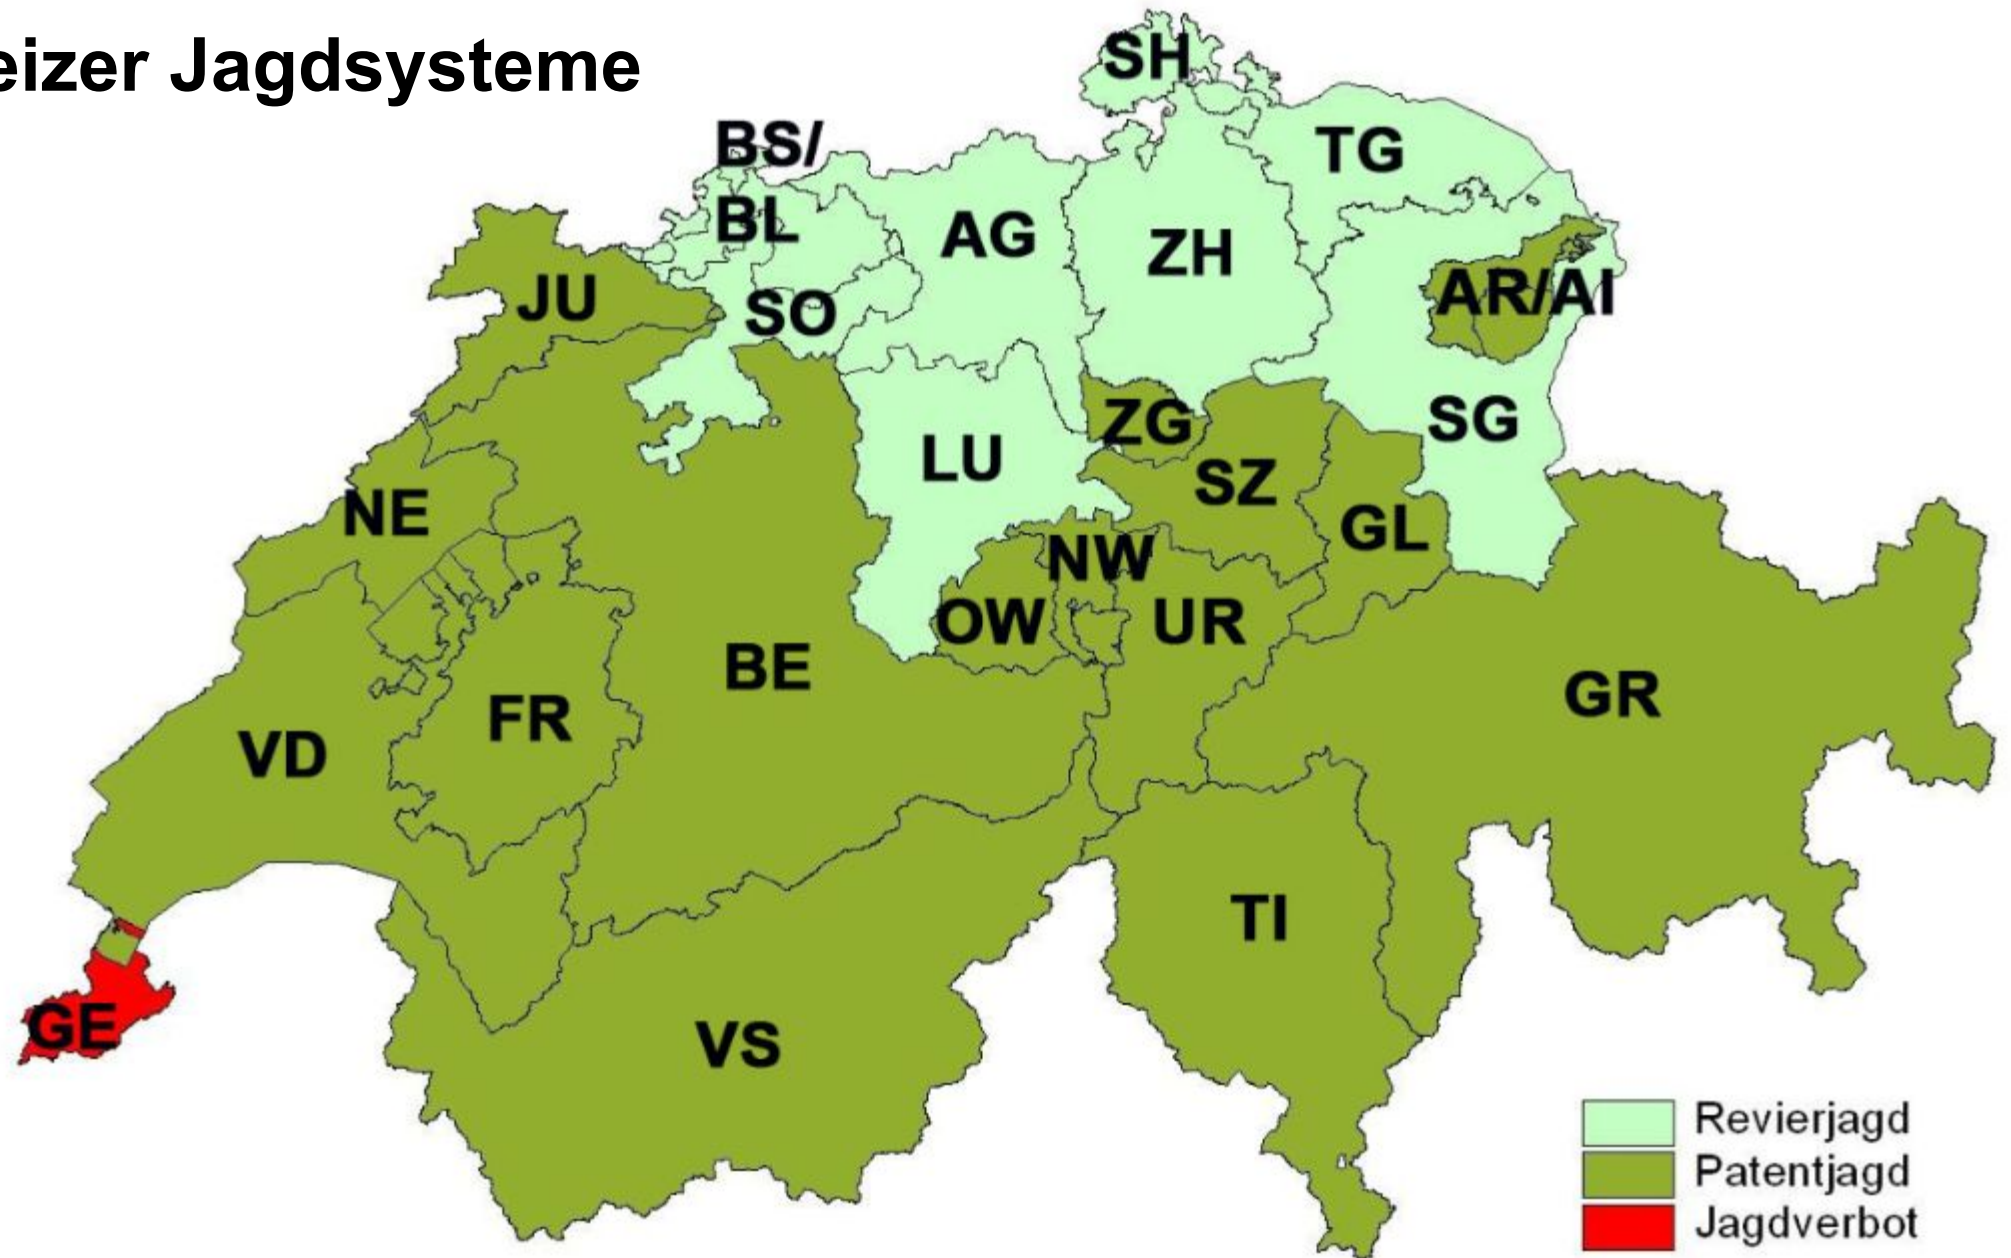 eizer Jagdsysteme
SH
BS/
TG
BL
AG
ZH
JU
SO
AR/AI
ZG
SG
LU
SZ
NE
GL
NW
OW
UR
BE
GR
FR
VD
TI
GE
VS
Revierjagd
Patentjagd
Jagdverbot